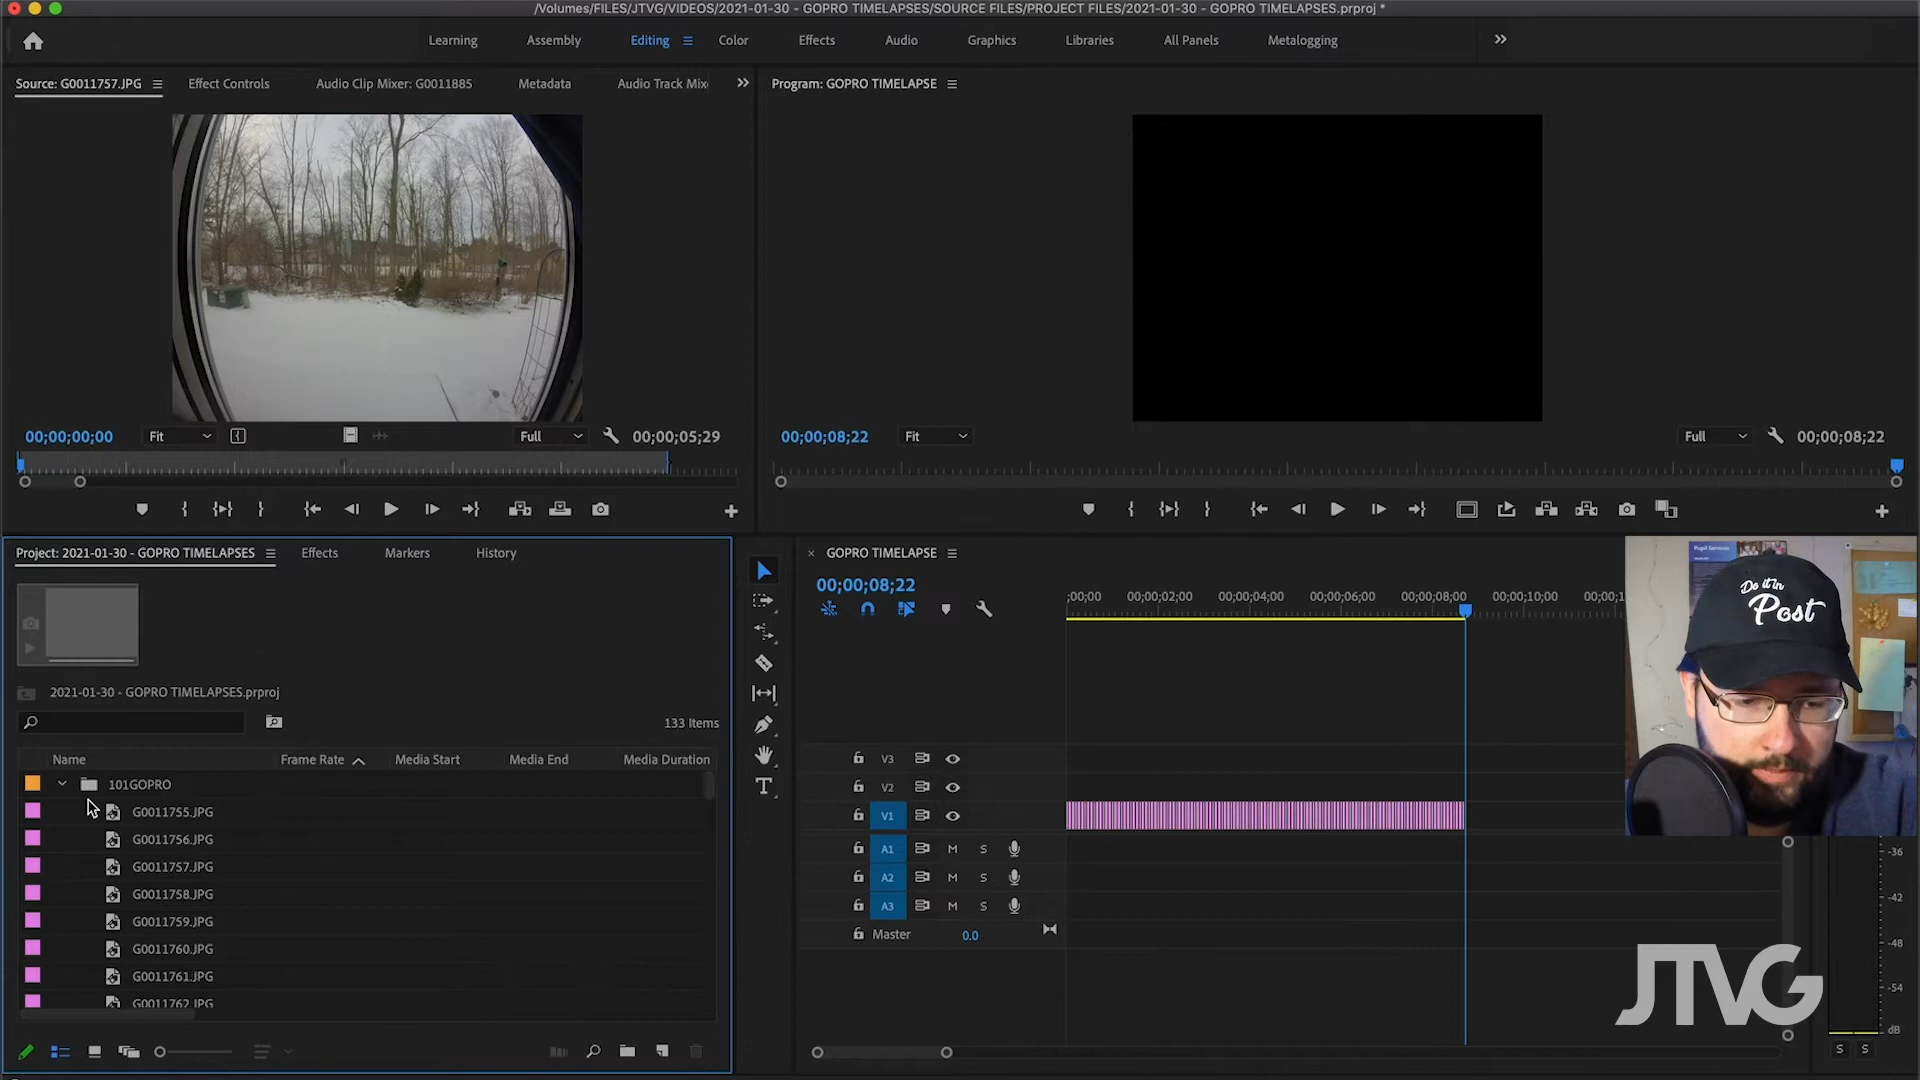 /Volumes/FILES/JTVG/VIDEOS/2021-01-30 - GOPRO TIMELAPSES/SOURCE FILES/PROJECT FILES/2021-01-30 - GOPRO TIMELAPSES.prproj *
Learning Assembly Editing Color Effects Audio Graphics Libraries All Panels Metalogging
Source: G0011757.JPG Effect Controls Audio Clip Mixer: G0011885 Metadata Audio Track Mix
Program: GOPRO TIMELAPSE
00;00;00;00 Fit Full 00;00;05;29
00;00;08;22 Fit Full 00;00;08;22
Project: 2021-01-30 - GOPRO TIMELAPSES Effects Markers History
2021-01-30 - GOPRO TIMELAPSES.prproj
133 Items
Name Frame Rate Media Start Media End Media Duration
101GOPRO
G0011755.JPG
G0011756.JPG
G0011757.JPG
G0011758.JPG
G0011759.JPG
G0011760.JPG
G0011761.JPG
G0011762.JPG
GOPRO TIMELAPSE
00;00;08;22
;00;00 00;00;02;00 00;00;04;00 00;00;06;00 00;00;08;00 00;00;10;00 00;00;1
V3
V2
V1
A1 M S
A2 M S
A3 M S
Master 0.0
Pupil Services
Do it in
Post
-36
-42
-48
-54
dB
S S
JTVG